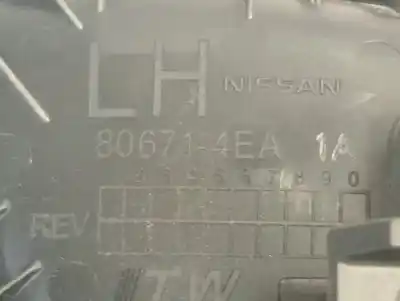 LH NISSAN
80671-4EA 1A
REV
TW